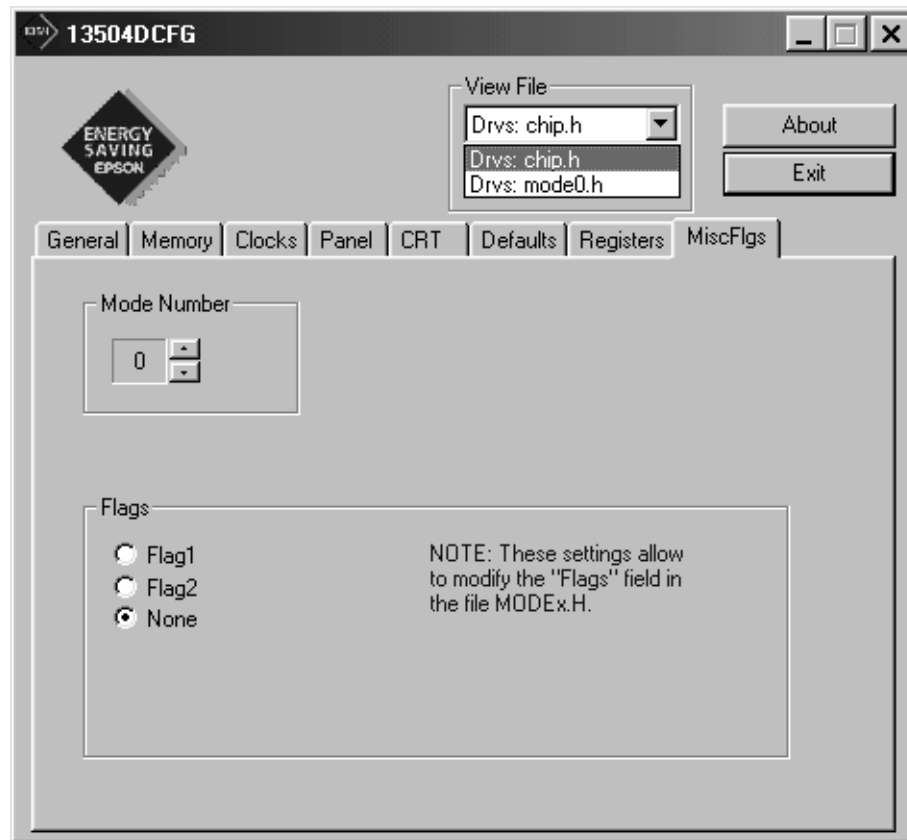 13504DCFG
ENERGY
SAVING
EPSON
View File
Drvs: chip.h
Drvs: chip.h
Drvs: mode0.h
About
Exit
General Memory Clocks Panel CRT Defaults Registers MiscFlgs
Mode Number
0
Flags
Flag1
Flag2
None
NOTE: These settings allow
to modify the "Flags" field in
the file MODEx.H.